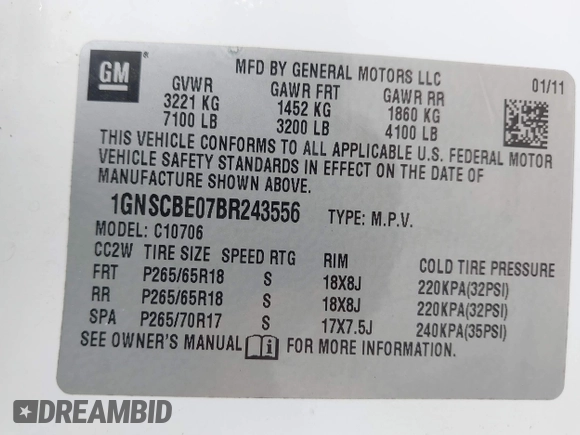 GM
MFD BY GENERAL MOTORS LLC
01/11
GVWR GAWR FRT GAWR RR
3221 KG 1452 KG 1860 KG
7100 LB 3200 LB 4100 LB
THIS VEHICLE CONFORMS TO ALL APPLICABLE U.S. FEDERAL MOTOR
VEHICLE SAFETY STANDARDS IN EFFECT ON THE DATE OF
MANUFACTURE SHOWN ABOVE.
1GNSCBE07BR243556 TYPE: M.P.V.
MODEL: C10706
CC2W TIRE SIZE SPEED RTG RIM COLD TIRE PRESSURE
FRT P265/65R18 S 18X8J 220KPA(32PSI)
RR P265/65R18 S 18X8J 220KPA(32PSI)
SPA P265/70R17 S 17X7.5J 240KPA(35PSI)
SEE OWNER'S MANUAL FOR MORE INFORMATION.
DREAMBID